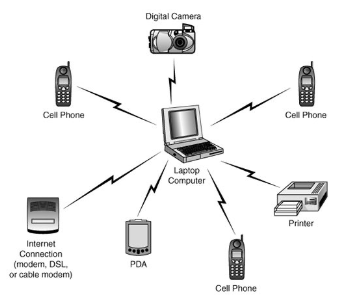 Digital Camera
Cell Phone
Cell Phone
Laptop
Computer
Internet
Connection
(modem, DSL,
or cable modem)
PDA
Cell Phone
Printer